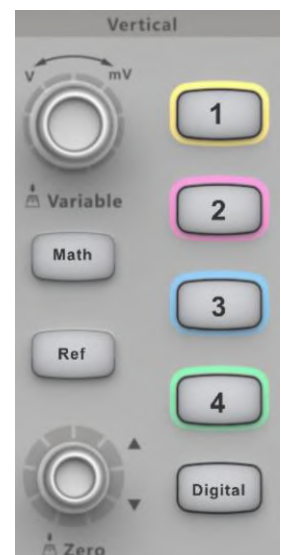 Vertical
V mV
1
Variable
2
Math
3
Ref
4
Digital
Zero